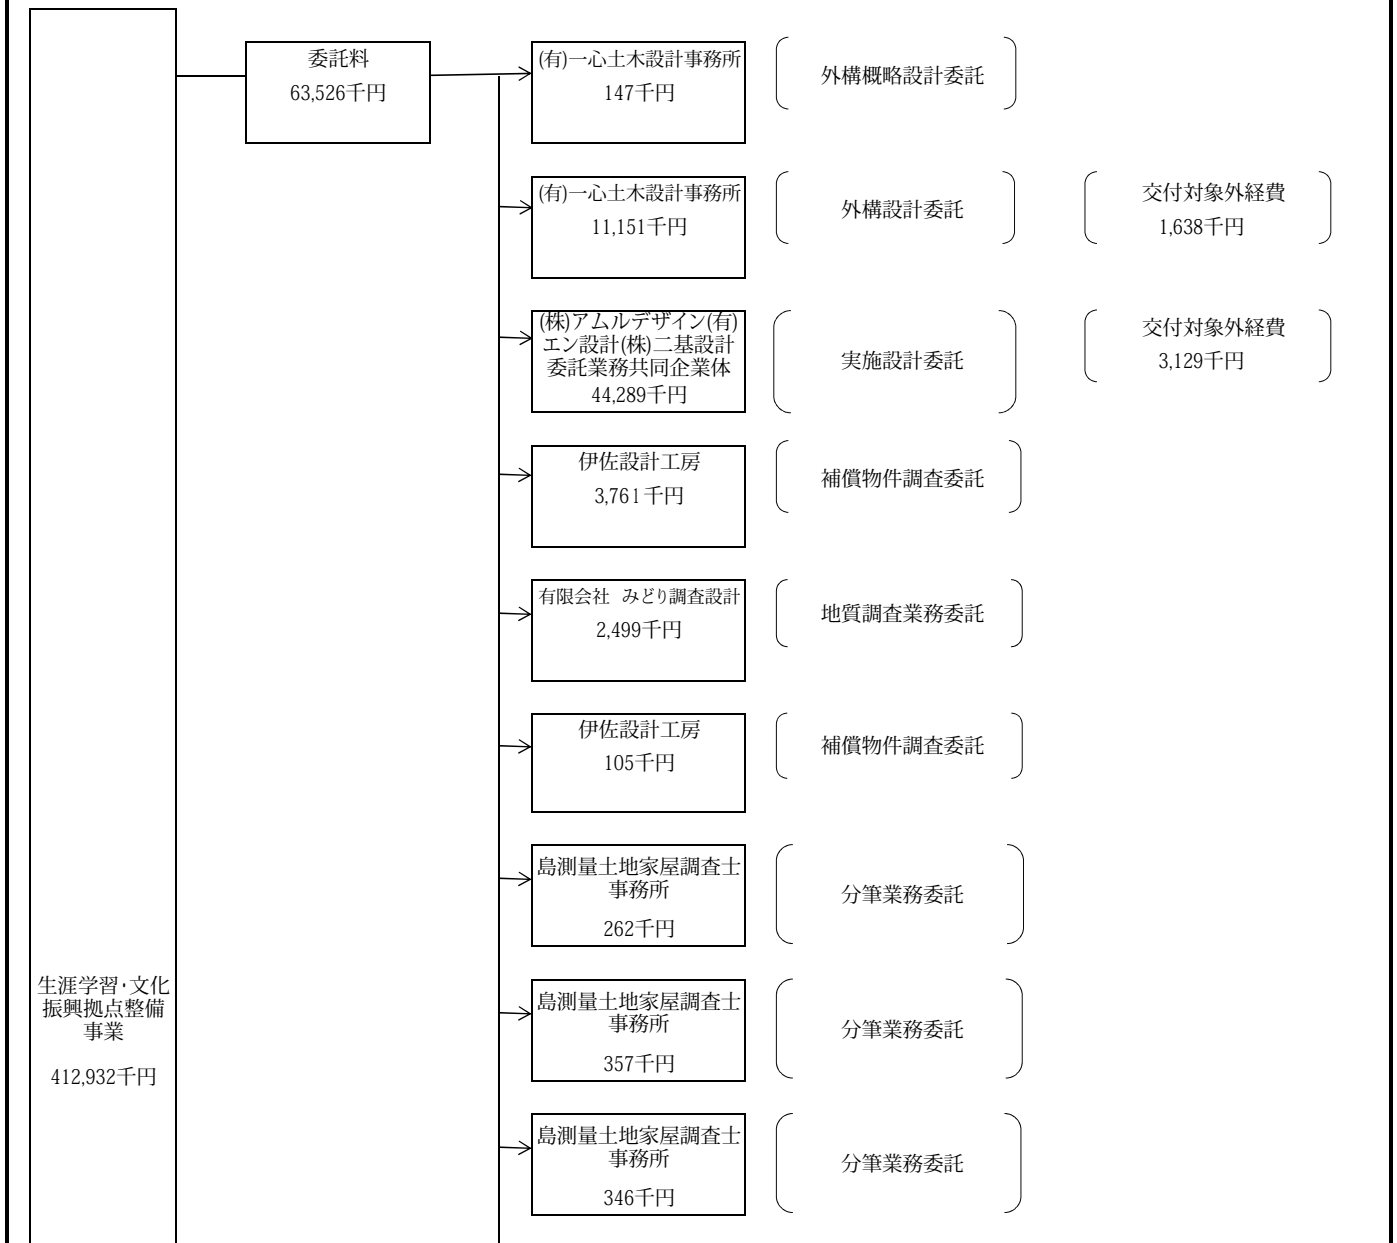 委託料
63,526千円
(有)一心土木設計事務所
147千円
外構概略設計委託
(有)一心土木設計事務所
11,151千円
外構設計委託
交付対象外経費
1,638千円
(株)アムルデザイン(有)
エン設計(株)二基設計
委託業務共同企業体
44,289千円
実施設計委託
交付対象外経費
3,129千円
伊佐設計工房
3,761千円
補償物件調査委託
有限会社　みどり調査設計
2,499千円
地質調査業務委託
伊佐設計工房
105千円
補償物件調査委託
島測量土地家屋調査士
事務所
262千円
分筆業務委託
生涯学習・文化
振興拠点整備
事業
412,932千円
島測量土地家屋調査士
事務所
357千円
分筆業務委託
島測量土地家屋調査士
事務所
346千円
分筆業務委託